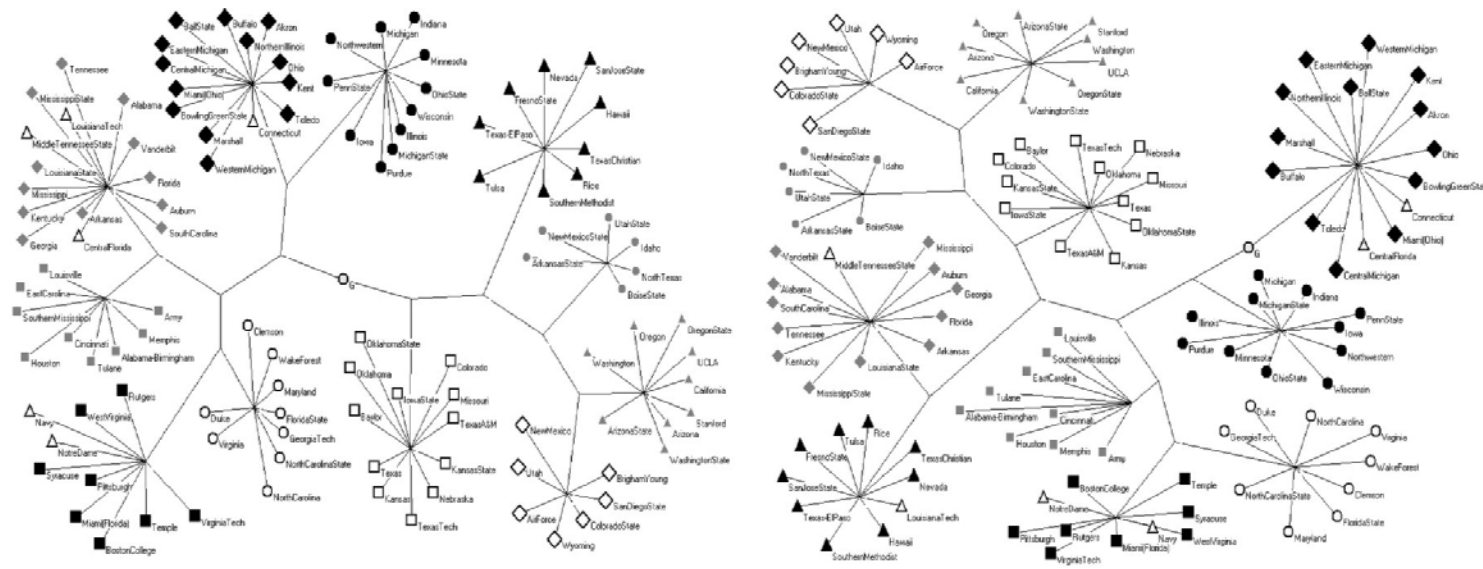 Tennessee
MississippiState
LouisianaTech
Alabama
MiddleTennesseeState
Vanderbilt
LouisianaState
Florida
Mississippi
Auburn
Kentucky
Arkansas
SouthCarolina
Georgia
CentralFlorida
BallState
Buffalo
Akron
EasternMichigan
NorthernIllinois
CentralMichigan
Ohio
Miami(Ohio)
Kent
BowlingGreenState
Toledo
Connecticut
Marshall
WesternMichigan
Indiana
Michigan
Northwestern
Minnesota
PennState
OhioState
Wisconsin
Iowa
Illinois
MichiganState
Purdue
Nevada
SanJoseState
FresnoState
Hawaii
Texas-ElPaso
TexasChristian
Tulsa
Rice
SouthernMethodist
UtahState
NewMexicoState
Idaho
ArkansasState
NorthTexas
BoiseState
G
Louisville
EastCarolina
SouthernMississippi
Army
Cincinnati
Memphis
Alabama-Birmingham
Houston
Tulane
Clemson
WakeForest
Maryland
Duke
FloridaState
Virginia
GeorgiaTech
NorthCarolinaState
NorthCarolina
Rutgers
WestVirginia
Navy
NotreDame
Syracuse
Pittsburgh
Miami(Florida)
Temple
VirginiaTech
BostonCollege
OklahomaState
Oklahoma
Colorado
IowaState
Missouri
Baylor
TexasA&M
Texas
KansasState
Kansas
Nebraska
TexasTech
Oregon
OregonState
Washington
UCLA
California
Stanford
ArizonaState
Arizona
WashingtonState
NewMexico
Utah
BrighamYoung
SanDiegoState
AirForce
ColoradoState
Wyoming
Utah
NewMexico
Wyoming
BrighamYoung
AirForce
ColoradoState
SanDiegoState
ArizonaState
Oregon
Stanford
Arizona
Washington
UCLA
California
OregonState
WashingtonState
NewMexicoState
Idaho
NorthTexas
UtahState
ArkansasState
BoiseState
TexasTech
Baylor
Nebraska
Colorado
Oklahoma
KansasState
Missouri
IowaState
Texas
OklahomaState
TexasA&M
Kansas
WesternMichigan
EasternMichigan
Kent
NorthernIllinois
BallState
Akron
Marshall
Ohio
Buffalo
BowlingGreenState
Connecticut
Toledo
Miami(Ohio)
CentralFlorida
CentralMichigan
G
Mississippi
Vanderbilt
MiddleTennesseeState
Auburn
Alabama
Georgia
SouthCarolina
Florida
Tennessee
Arkansas
Kentucky
LouisianaState
MississippiState
Michigan
Indiana
MichiganState
PennState
Illinois
Iowa
Purdue
Northwestern
Minnesota
OhioState
Wisconsin
Louisville
SouthernMississippi
EastCarolina
Tulane
Alabama-Birmingham
Cincinnati
Houston
Memphis
Army
Rice
Tulsa
FresnoState
TexasChristian
SanJoseState
Nevada
Texas-ElPaso
LouisianaTech
Hawaii
SouthernMethodist
BostonCollege
Temple
NotreDame
Syracuse
Pittsburgh
Rutgers
Navy
WestVirginia
Miami(Florida)
VirginiaTech
Duke
NorthCarolina
GeorgiaTech
Virginia
WakeForest
NorthCarolinaState
Clemson
FloridaState
Maryland